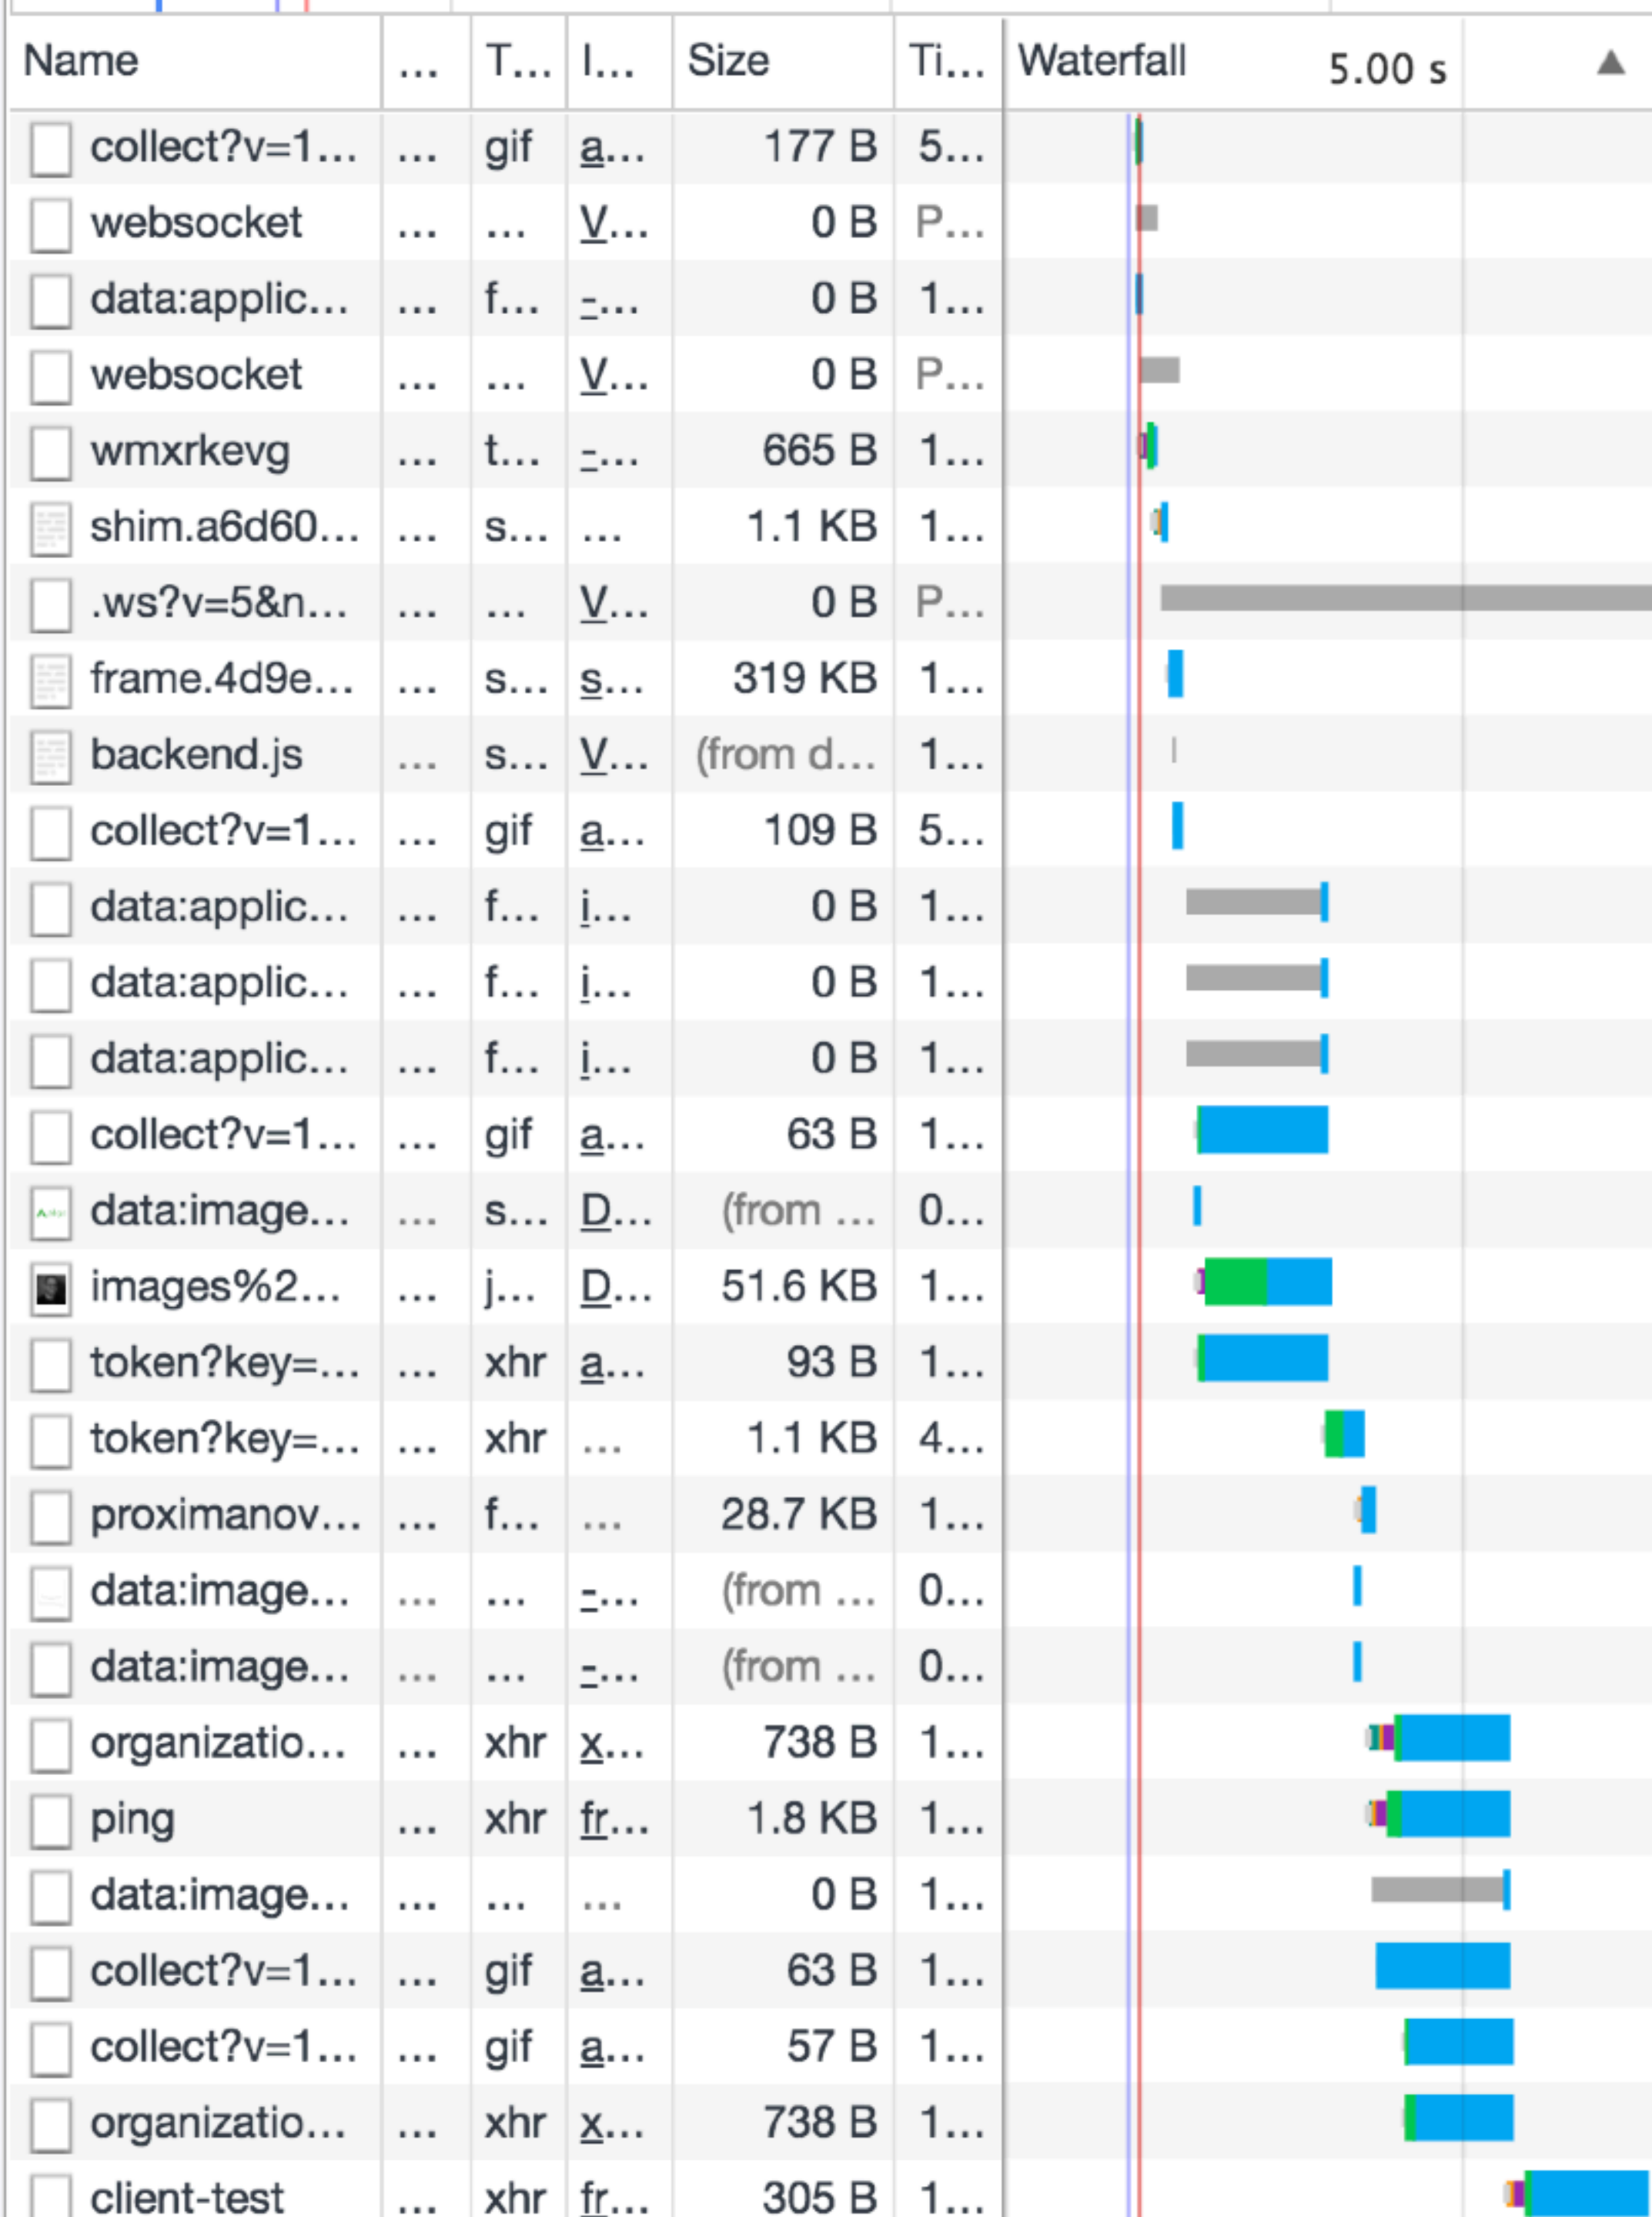 Name ... T... I... Size Ti... Waterfall 5.00 s ▲
collect?v=1... ... gif a... 177 B 5...
websocket ... ... V... 0 B P...
data:applic... ... f... -... 0 B 1...
websocket ... ... V... 0 B P...
wmxrkevg ... t... -... 665 B 1...
shim.a6d60... ... s... ... 1.1 KB 1...
.ws?v=5&n... ... ... V... 0 B P...
frame.4d9e... ... s... s... 319 KB 1...
backend.js ... s... V... (from d... 1...
collect?v=1... ... gif a... 109 B 5...
data:applic... ... f... i... 0 B 1...
data:applic... ... f... i... 0 B 1...
data:applic... ... f... i... 0 B 1...
collect?v=1... ... gif a... 63 B 1...
data:image... ... s... D... (from ... 0...
images%2... ... j... D... 51.6 KB 1...
token?key=... ... xhr a... 93 B 1...
token?key=... ... xhr ... 1.1 KB 4...
proximanov... ... f... ... 28.7 KB 1...
data:image... ... ... -... (from ... 0...
data:image... ... ... -... (from ... 0...
organizatio... ... xhr x... 738 B 1...
ping ... xhr fr... 1.8 KB 1...
data:image... ... ... ... 0 B 1...
collect?v=1... ... gif a... 63 B 1...
collect?v=1... ... gif a... 57 B 1...
organizatio... ... xhr x... 738 B 1...
client-test ... xhr fr... 305 B 1...